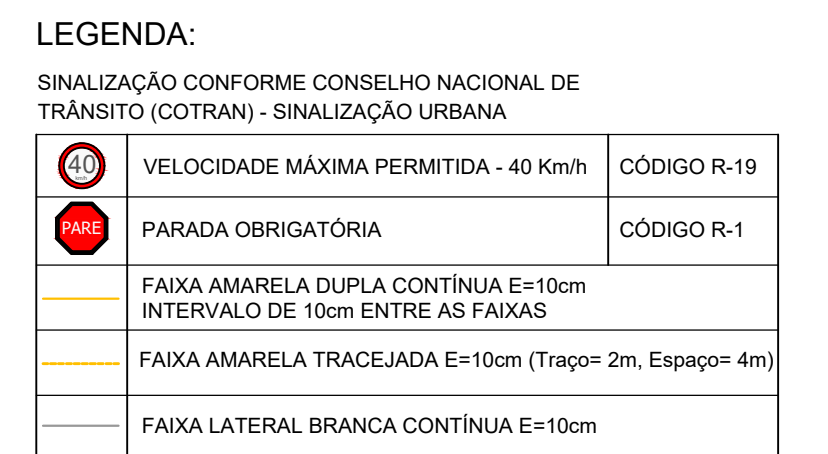 LEGENDA:
SINALIZAÇÃO CONFORME CONSELHO NACIONAL DE
TRÂNSITO (COTRAN) - SINALIZAÇÃO URBANA
40 km/h VELOCIDADE MÁXIMA PERMITIDA - 40 Km/h CÓDIGO R-19
PARE PARADA OBRIGATÓRIA CÓDIGO R-1
FAIXA AMARELA DUPLA CONTÍNUA E=10cm
INTERVALO DE 10cm ENTRE AS FAIXAS
FAIXA AMARELA TRACEJADA E=10cm (Traço= 2m, Espaço= 4m)
FAIXA LATERAL BRANCA CONTÍNUA E=10cm